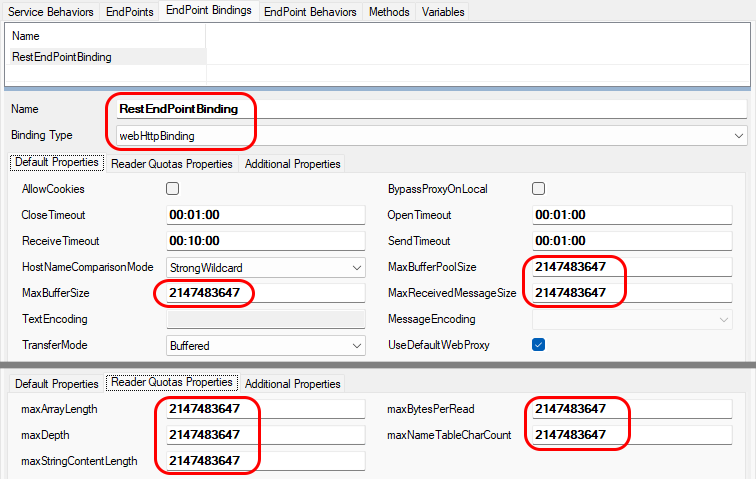 Service Behaviors EndPoints EndPoint Bindings EndPoint Behaviors Methods Variables
Name
RestEndPointBinding
Name RestEndPointBinding
Binding Type webHttpBinding
Default Properties Reader Quotas Properties Additional Properties
AllowCookies BypassProxyOnLocal
CloseTimeout 00:01:00 OpenTimeout 00:01:00
ReceiveTimeout 00:10:00 SendTimeout 00:01:00
HostNameComparisonMode StrongWildcard MaxBufferPoolSize 2147483647
MaxBufferSize 2147483647 MaxReceivedMessageSize 2147483647
TextEncoding MessageEncoding
TransferMode Buffered UseDefaultWebProxy
Default Properties Reader Quotas Properties Additional Properties
maxArrayLength 2147483647 maxBytesPerRead 2147483647
maxDepth 2147483647 maxNameTableCharCount 2147483647
maxStringContentLength 2147483647